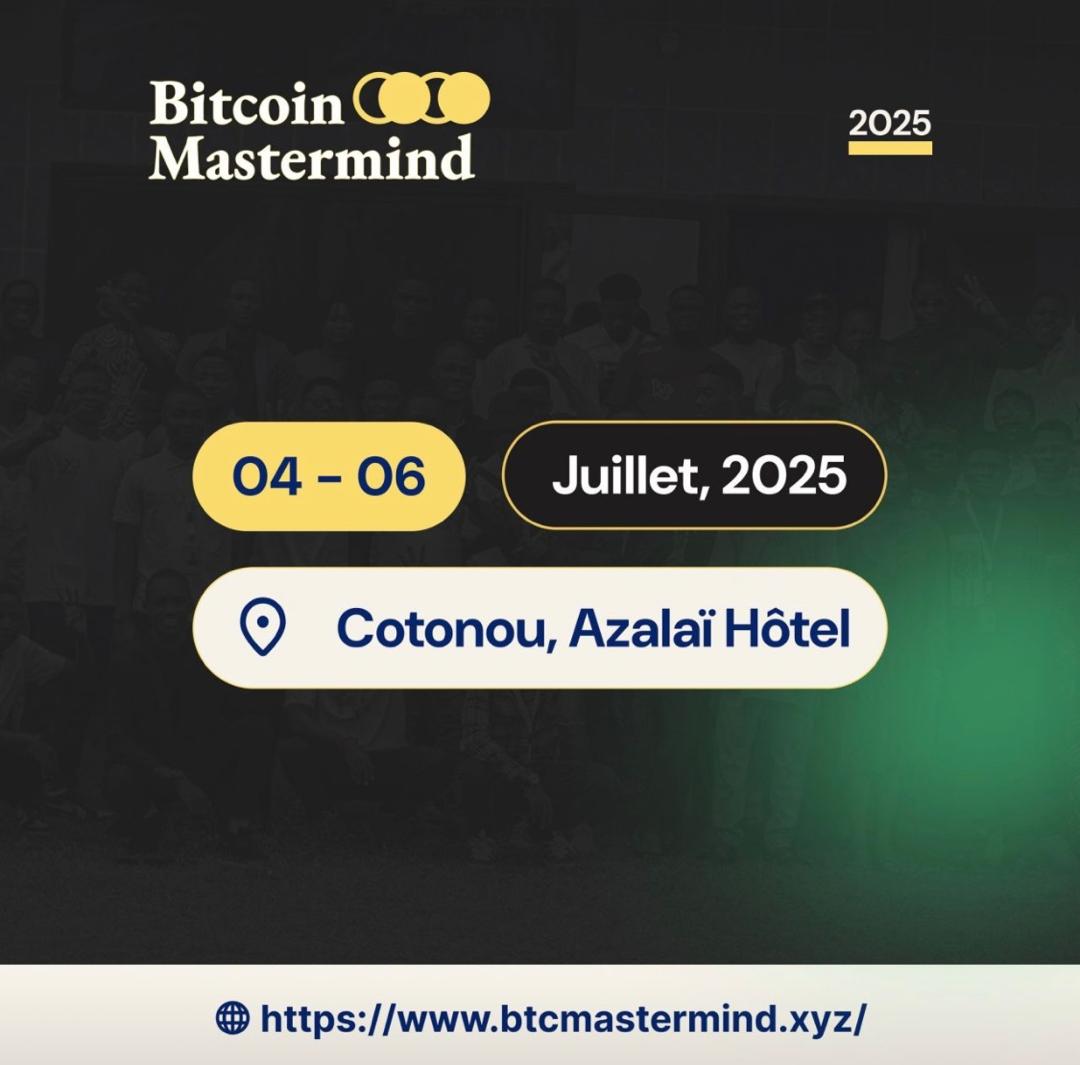 Bitcoin
Mastermind
2025
04 - 06
Juillet, 2025
Cotonou, Azalaï Hôtel
https://www.btcmastermind.xyz/